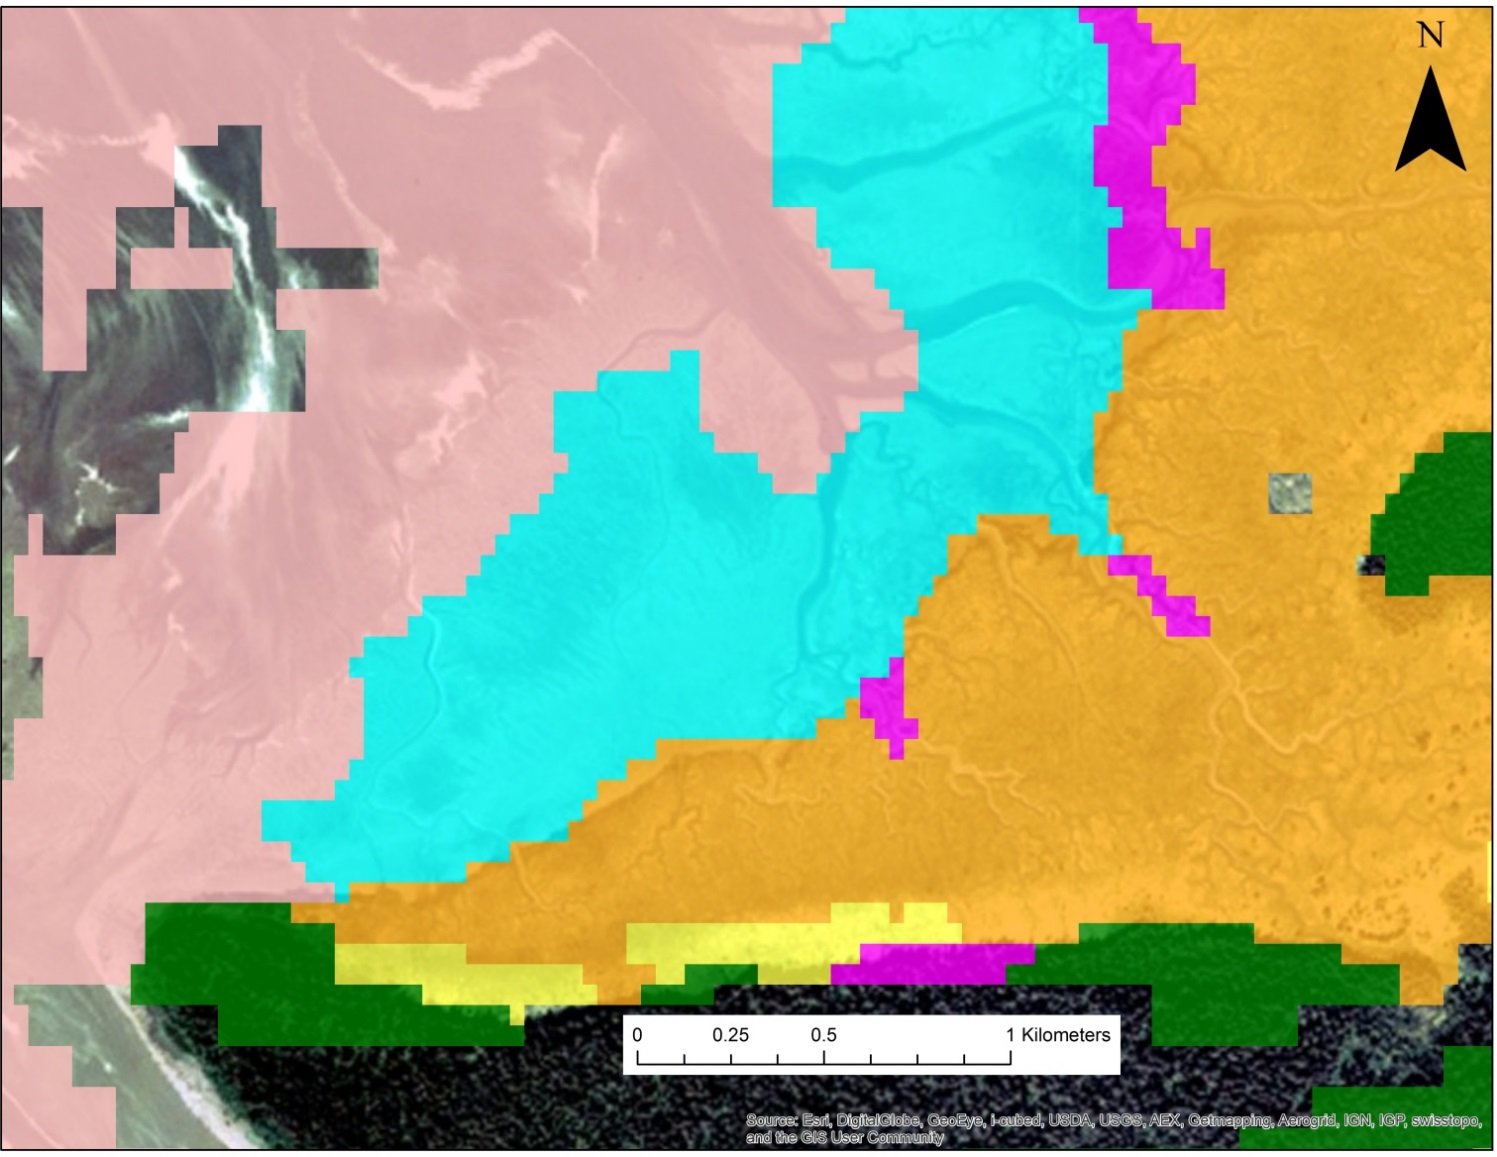 N
0 0.25 0.5 1 Kilometers
Source: Esri, DigitalGlobe, GeoEye, i-cubed, USDA, USGS, AEX, Getmapping, Aerogrid, IGN, IGP, swisstopo,
and the GIS User Community